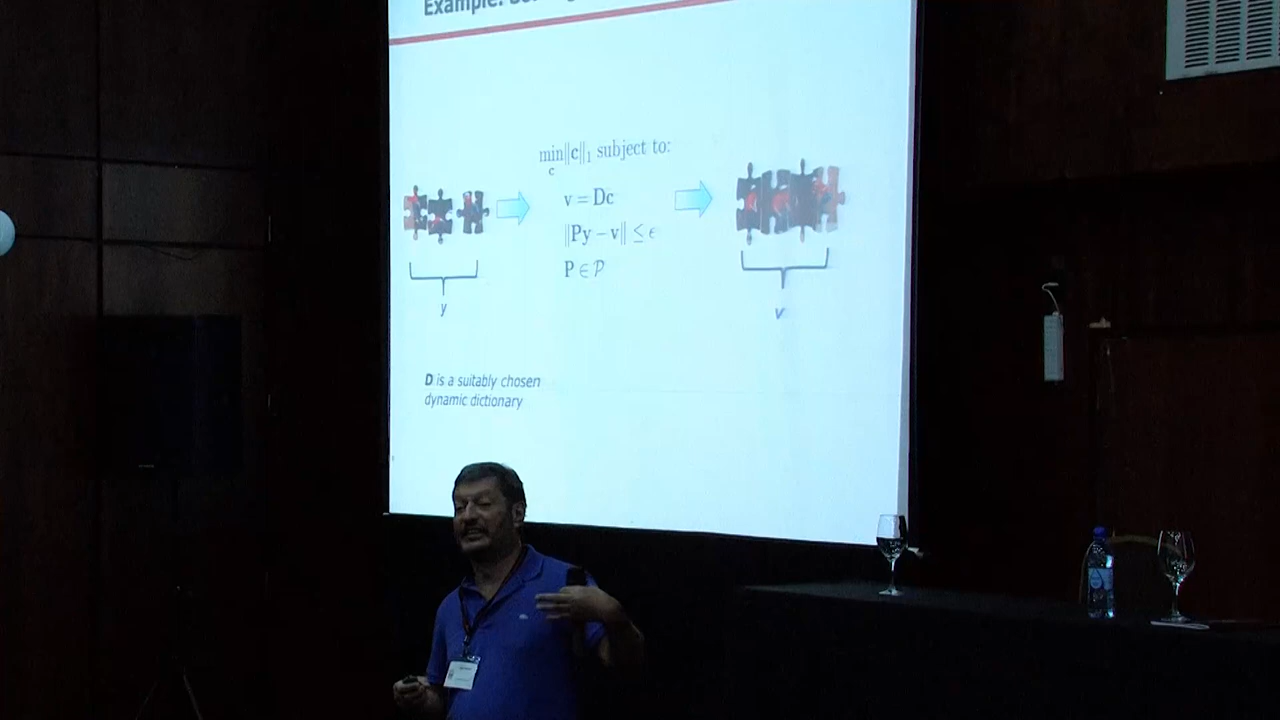 Example:
min‖c‖₁ subject to:
c
v = Dc
‖Py − v‖ ≤ ϵ
P ∈ 𝒫
y
v
D is a suitably chosen
dynamic dictionary